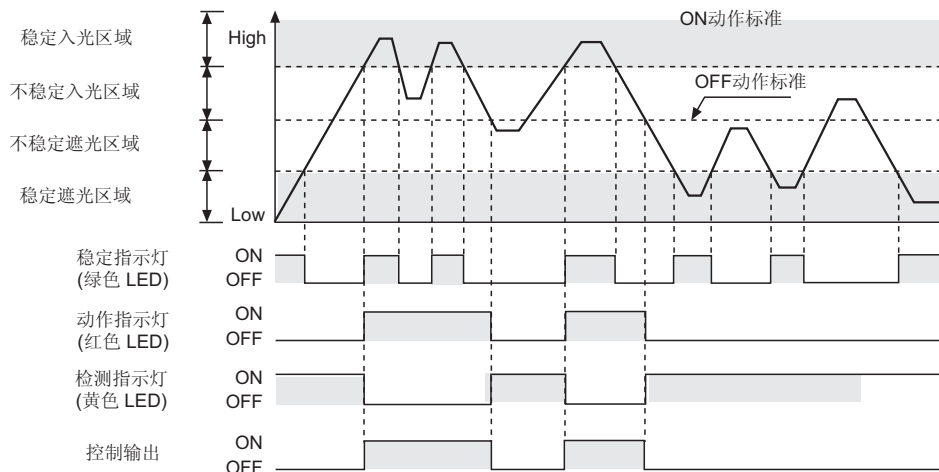 稳定入光区域
High
ON动作标准
不稳定入光区域
OFF动作标准
不稳定遮光区域
稳定遮光区域
Low
稳定指示灯
(绿色 LED)
ON
OFF
动作指示灯
(红色 LED)
ON
OFF
检测指示灯
(黄色 LED)
ON
OFF
控制输出
ON
OFF